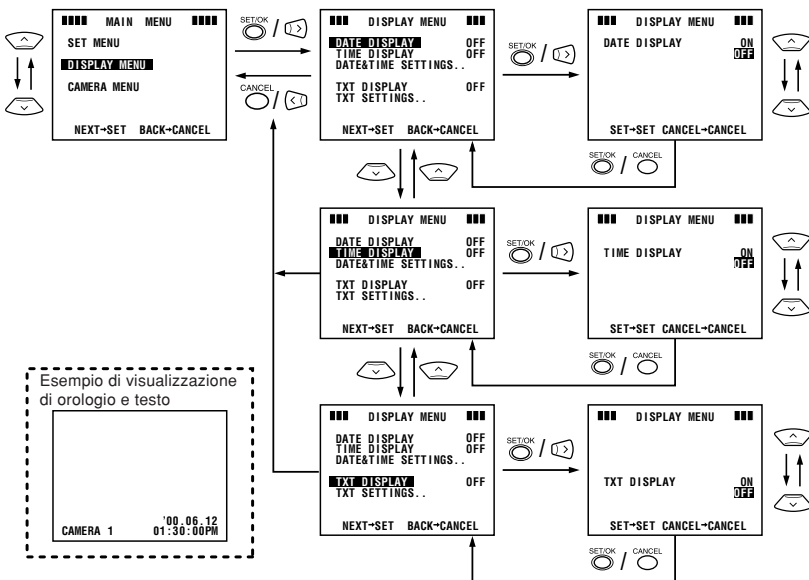 MAIN MENU
SET MENU
DISPLAY MENU
CAMERA MENU
NEXT→SET BACK→CANCEL
SET/OK
/
CANCEL
/
DISPLAY MENU
DATE DISPLAY OFF
TIME DISPLAY OFF
DATE&TIME SETTINGS..
TXT DISPLAY OFF
TXT SETTINGS..
NEXT→SET BACK→CANCEL
SET/OK
/
DISPLAY MENU
DATE DISPLAY ON
OFF
SET→SET CANCEL→CANCEL
SET/OK / CANCEL
DISPLAY MENU
DATE DISPLAY OFF
TIME DISPLAY OFF
DATE&TIME SETTINGS..
TXT DISPLAY OFF
TXT SETTINGS..
NEXT→SET BACK→CANCEL
SET/OK
/
DISPLAY MENU
TIME DISPLAY ON
OFF
SET→SET CANCEL→CANCEL
SET/OK / CANCEL
Esempio di visualizzazione
di orologio e testo
'00.06.12
CAMERA 1 01:30:00PM
DISPLAY MENU
DATE DISPLAY OFF
TIME DISPLAY OFF
DATE&TIME SETTINGS..
TXT DISPLAY OFF
TXT SETTINGS..
NEXT→SET BACK→CANCEL
SET/OK
/
DISPLAY MENU
TXT DISPLAY ON
OFF
SET→SET CANCEL→CANCEL
SET/OK / CANCEL